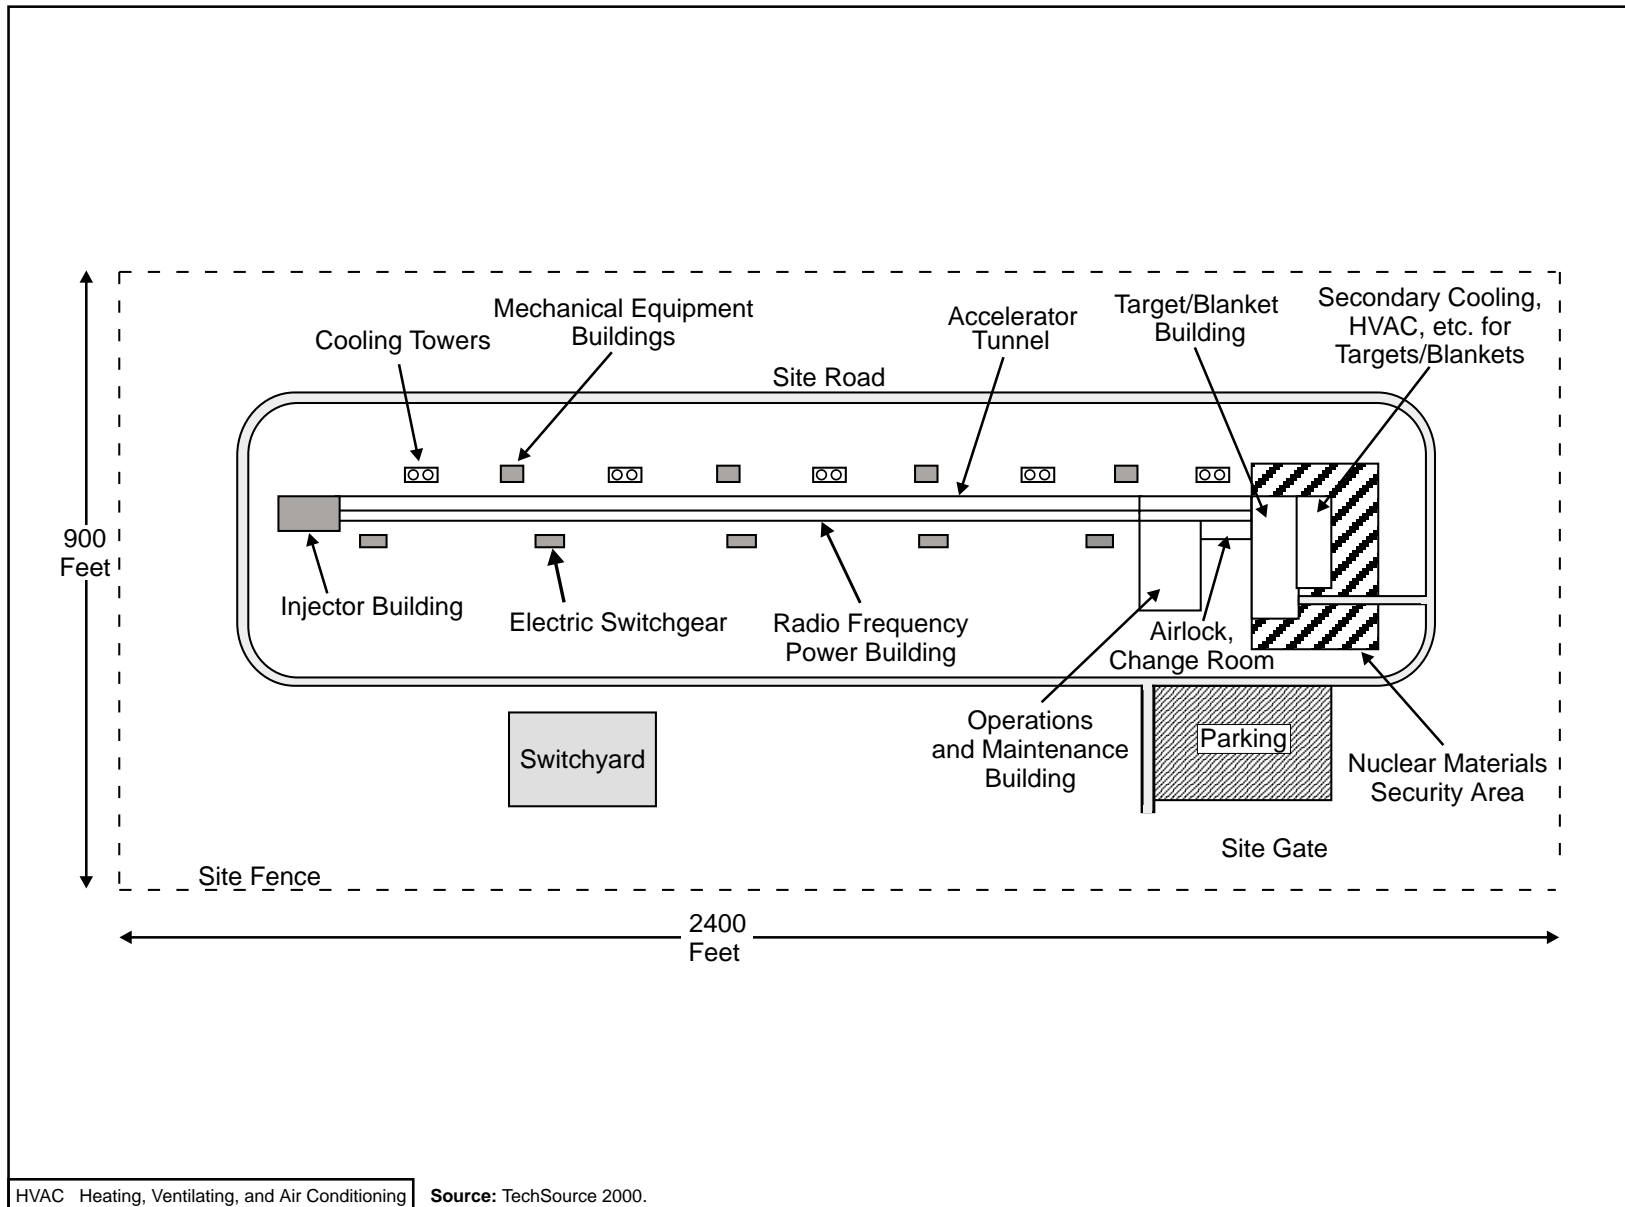 Mechanical Equipment
Buildings
Cooling Towers
Accelerator
Tunnel
Target/Blanket
Building
Secondary Cooling,
HVAC, etc. for
Targets/Blankets
Site Road
900
Feet
Injector Building
Electric Switchgear
Radio Frequency
Power Building
Airlock,
Change Room
Operations
and Maintenance
Building
Switchyard
Parking
Nuclear Materials
Security Area
Site Gate
Site Fence
2400
Feet
HVAC Heating, Ventilating, and Air Conditioning
Source: TechSource 2000.